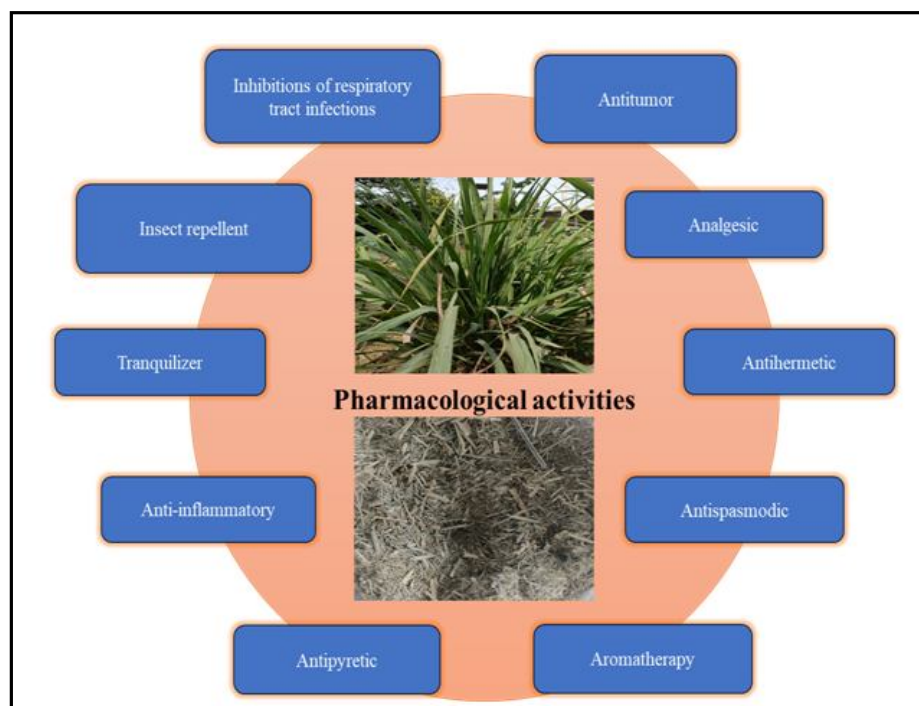 Inhibitions of respiratory
tract infections
Antitumor
Insect repellent
Analgesic
Tranquilizer
Antihermetic
Pharmacological activities
Anti-inflammatory
Antispasmodic
Antipyretic
Aromatherapy